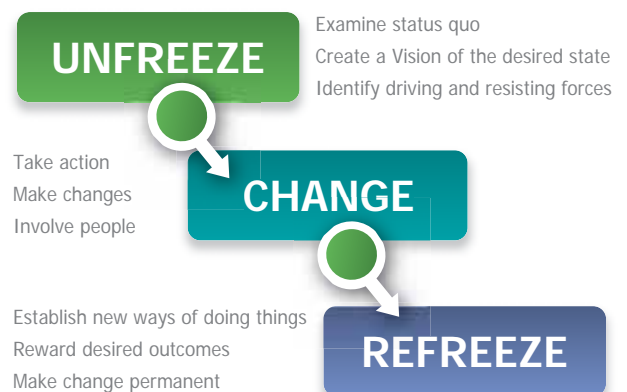 UNFREEZE
Examine status quo
Create a Vision of the desired state
Identify driving and resisting forces
Take action
Make changes
Involve people
CHANGE
Establish new ways of doing things
Reward desired outcomes
Make change permanent
REFREEZE